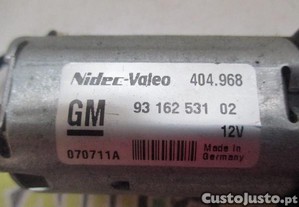 Nidec-Valeo 404.968
GM 93 162 531 02
12V
070711A Made in
Germany
CustoJusto.pt